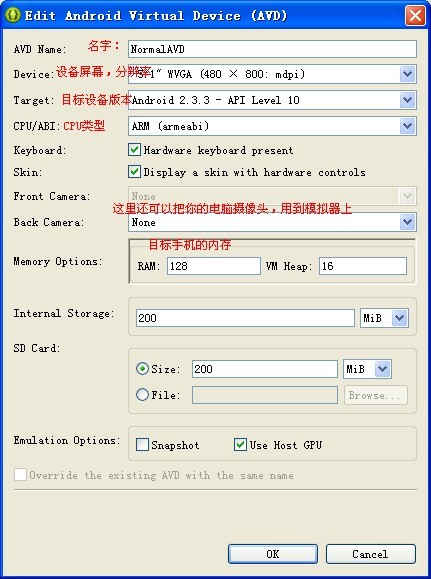 Edit Android Virtual Device (AVD)
AVD Name: 名字： NormalAVD
Device: 设备屏幕，分辨率 5.1" WVGA (480 × 800: mdpi)
Target: 目标设备版本 Android 2.3.3 - API Level 10
CPU/ABI: CPU类型 ARM (armeabi)
Keyboard: Hardware keyboard present
Skin: Display a skin with hardware controls
Front Camera: None
这里还可以把你的电脑摄像头，用到模拟器上
Back Camera: None
目标手机的内存
Memory Options: RAM: 128 VM Heap: 16
Internal Storage: 200 MiB
SD Card:
Size: 200 MiB
File: Browse...
Emulation Options: Snapshot Use Host GPU
Override the existing AVD with the same name
OK Cancel